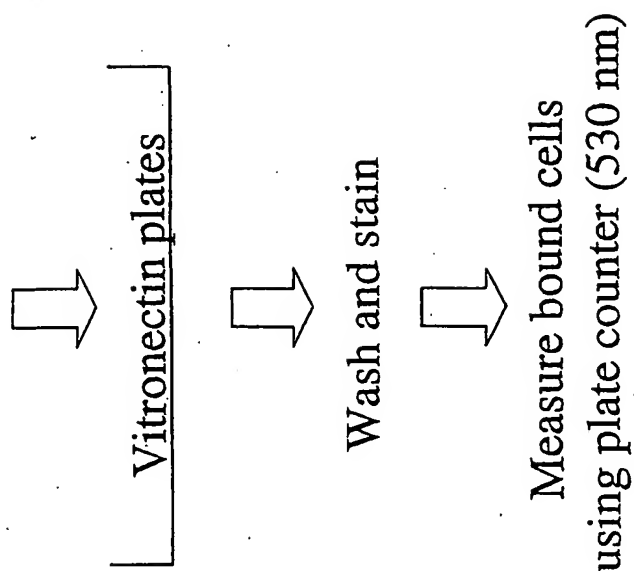 Vitronectin plates
Wash and stain
Measure bound cells
using plate counter (530 nm)